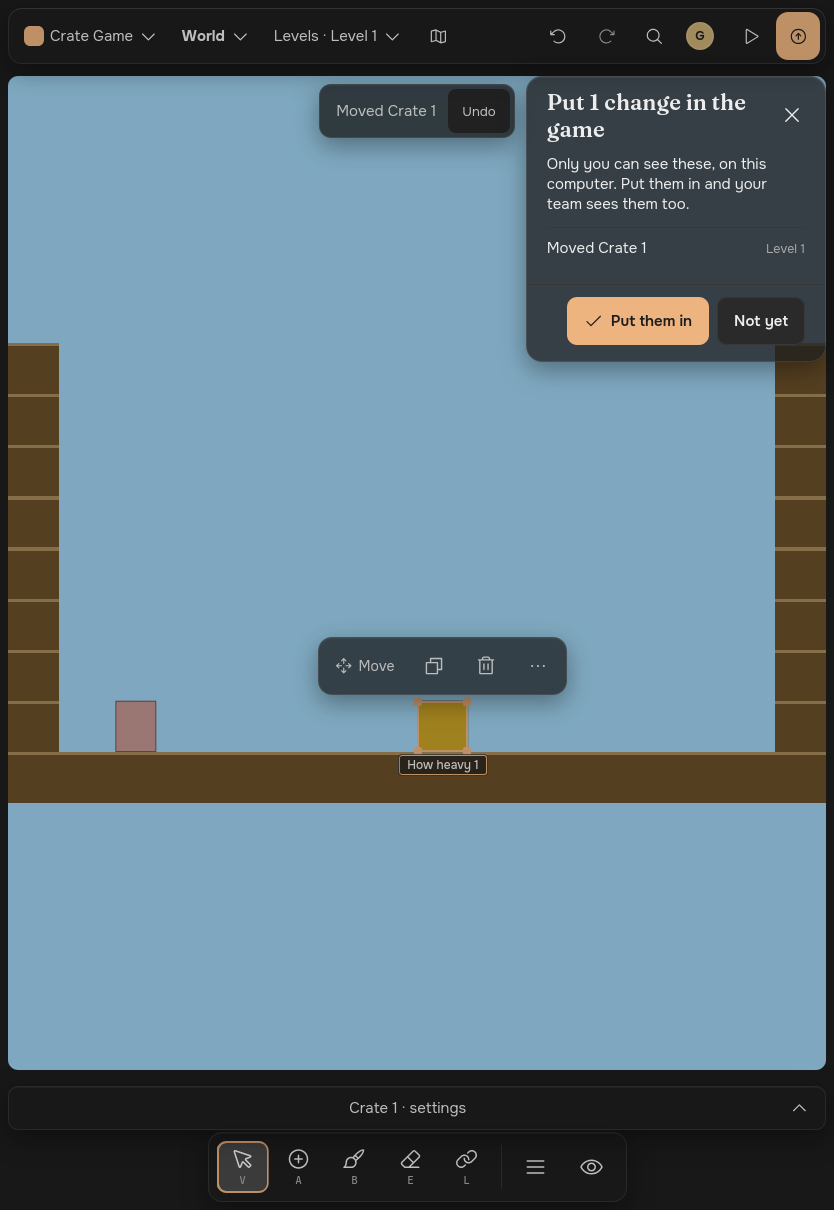 Crate Game
World
Levels · Level 1
G
Moved Crate 1
Undo
Put 1 change in the
game
Only you can see these, on this
computer. Put them in and your
team sees them too.
Moved Crate 1
Level 1
Put them in
Not yet
Move
How heavy 1
Crate 1 · settings
V
A
B
E
L